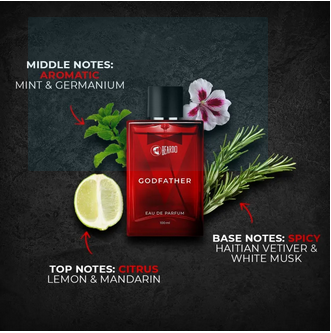 MIDDLE NOTES:
AROMATIC
MINT & GERMANIUM
BEARDO
GODFATHER
EAU DE PARFUM
100ml
BASE NOTES: SPICY
HAITIAN VETIVER &
WHITE MUSK
TOP NOTES: CITRUS
LEMON & MANDARIN